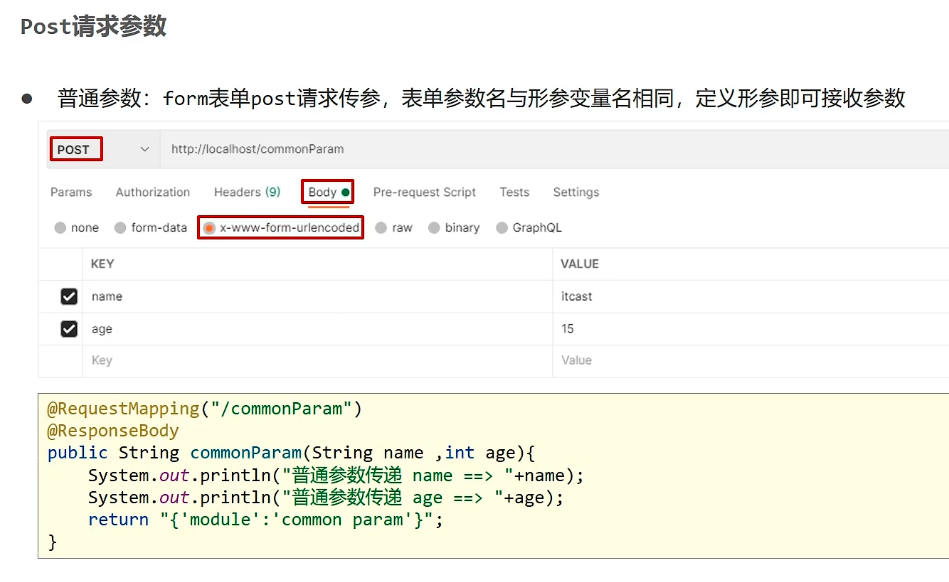 Post请求参数
● 普通参数：form表单post请求传参，表单参数名与形参变量名相同，定义形参即可接收参数
POST http://localhost/commonParam
Params Authorization Headers (9) Body Pre-request Script Tests Settings
none form-data x-www-form-urlencoded raw binary GraphQL
KEY VALUE
name itcast
age 15
Key Value
@RequestMapping("/commonParam")
@ResponseBody
public String commonParam(String name ,int age){
    System.out.println("普通参数传递 name ==> "+name);
    System.out.println("普通参数传递 age ==> "+age);
    return "{'module':'common param'}";
}